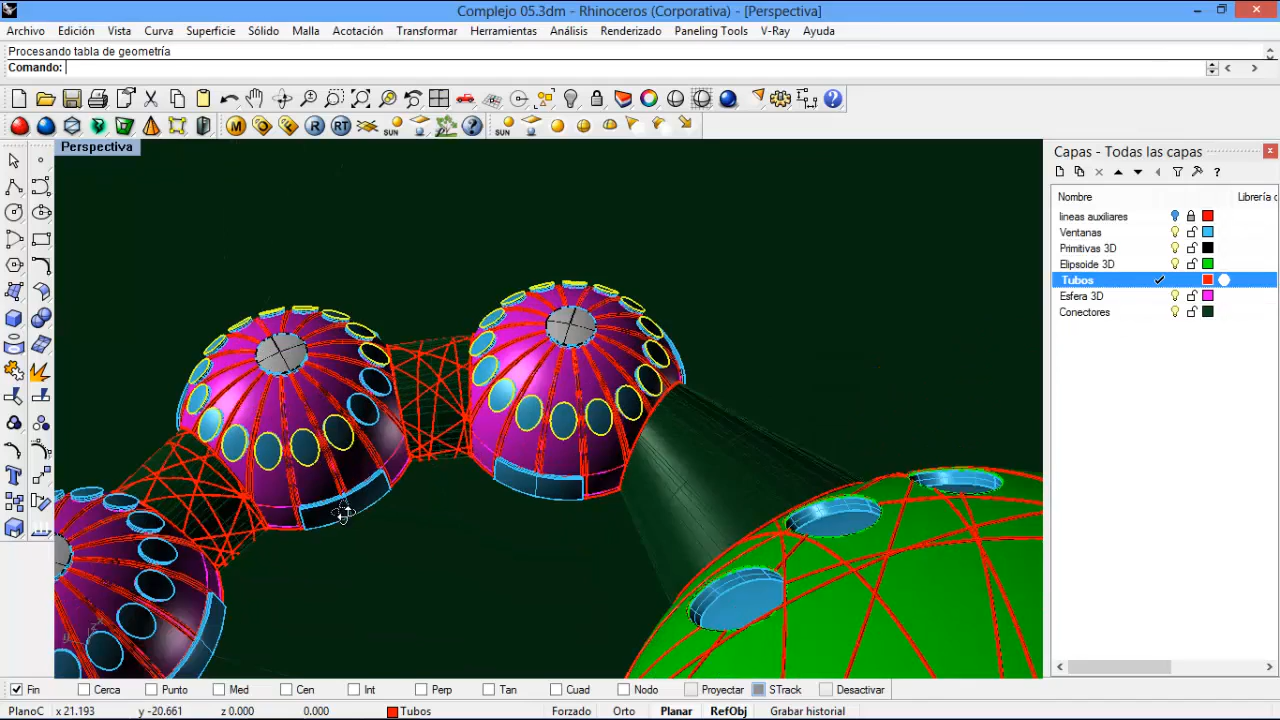 Complejo 05.3dm - Rhinoceros (Corporativa) - [Perspectiva]
Archivo Edición Vista Curva Superficie Sólido Malla Acotación Transformar Herramientas Análisis Renderizado Paneling Tools V-Ray Ayuda
Procesando tabla de geometría
Comando:
M O F R RT SUN SUN
Perspectiva
Capas - Todas las capas
Nombre Librería
lineas auxiliares
Ventanas
Primitivas 3D
Elipsoide 3D
Tubos
Esfera 3D
Conectores
z
y
Fin Cerca Punto Med Cen Int Perp Tan Cuad Nodo Proyectar STrack Desactivar
PlanoC x 21.193 y -20.661 z 0.000 0.000 Tubos Forzado Orto Planar RefObj Grabar historial